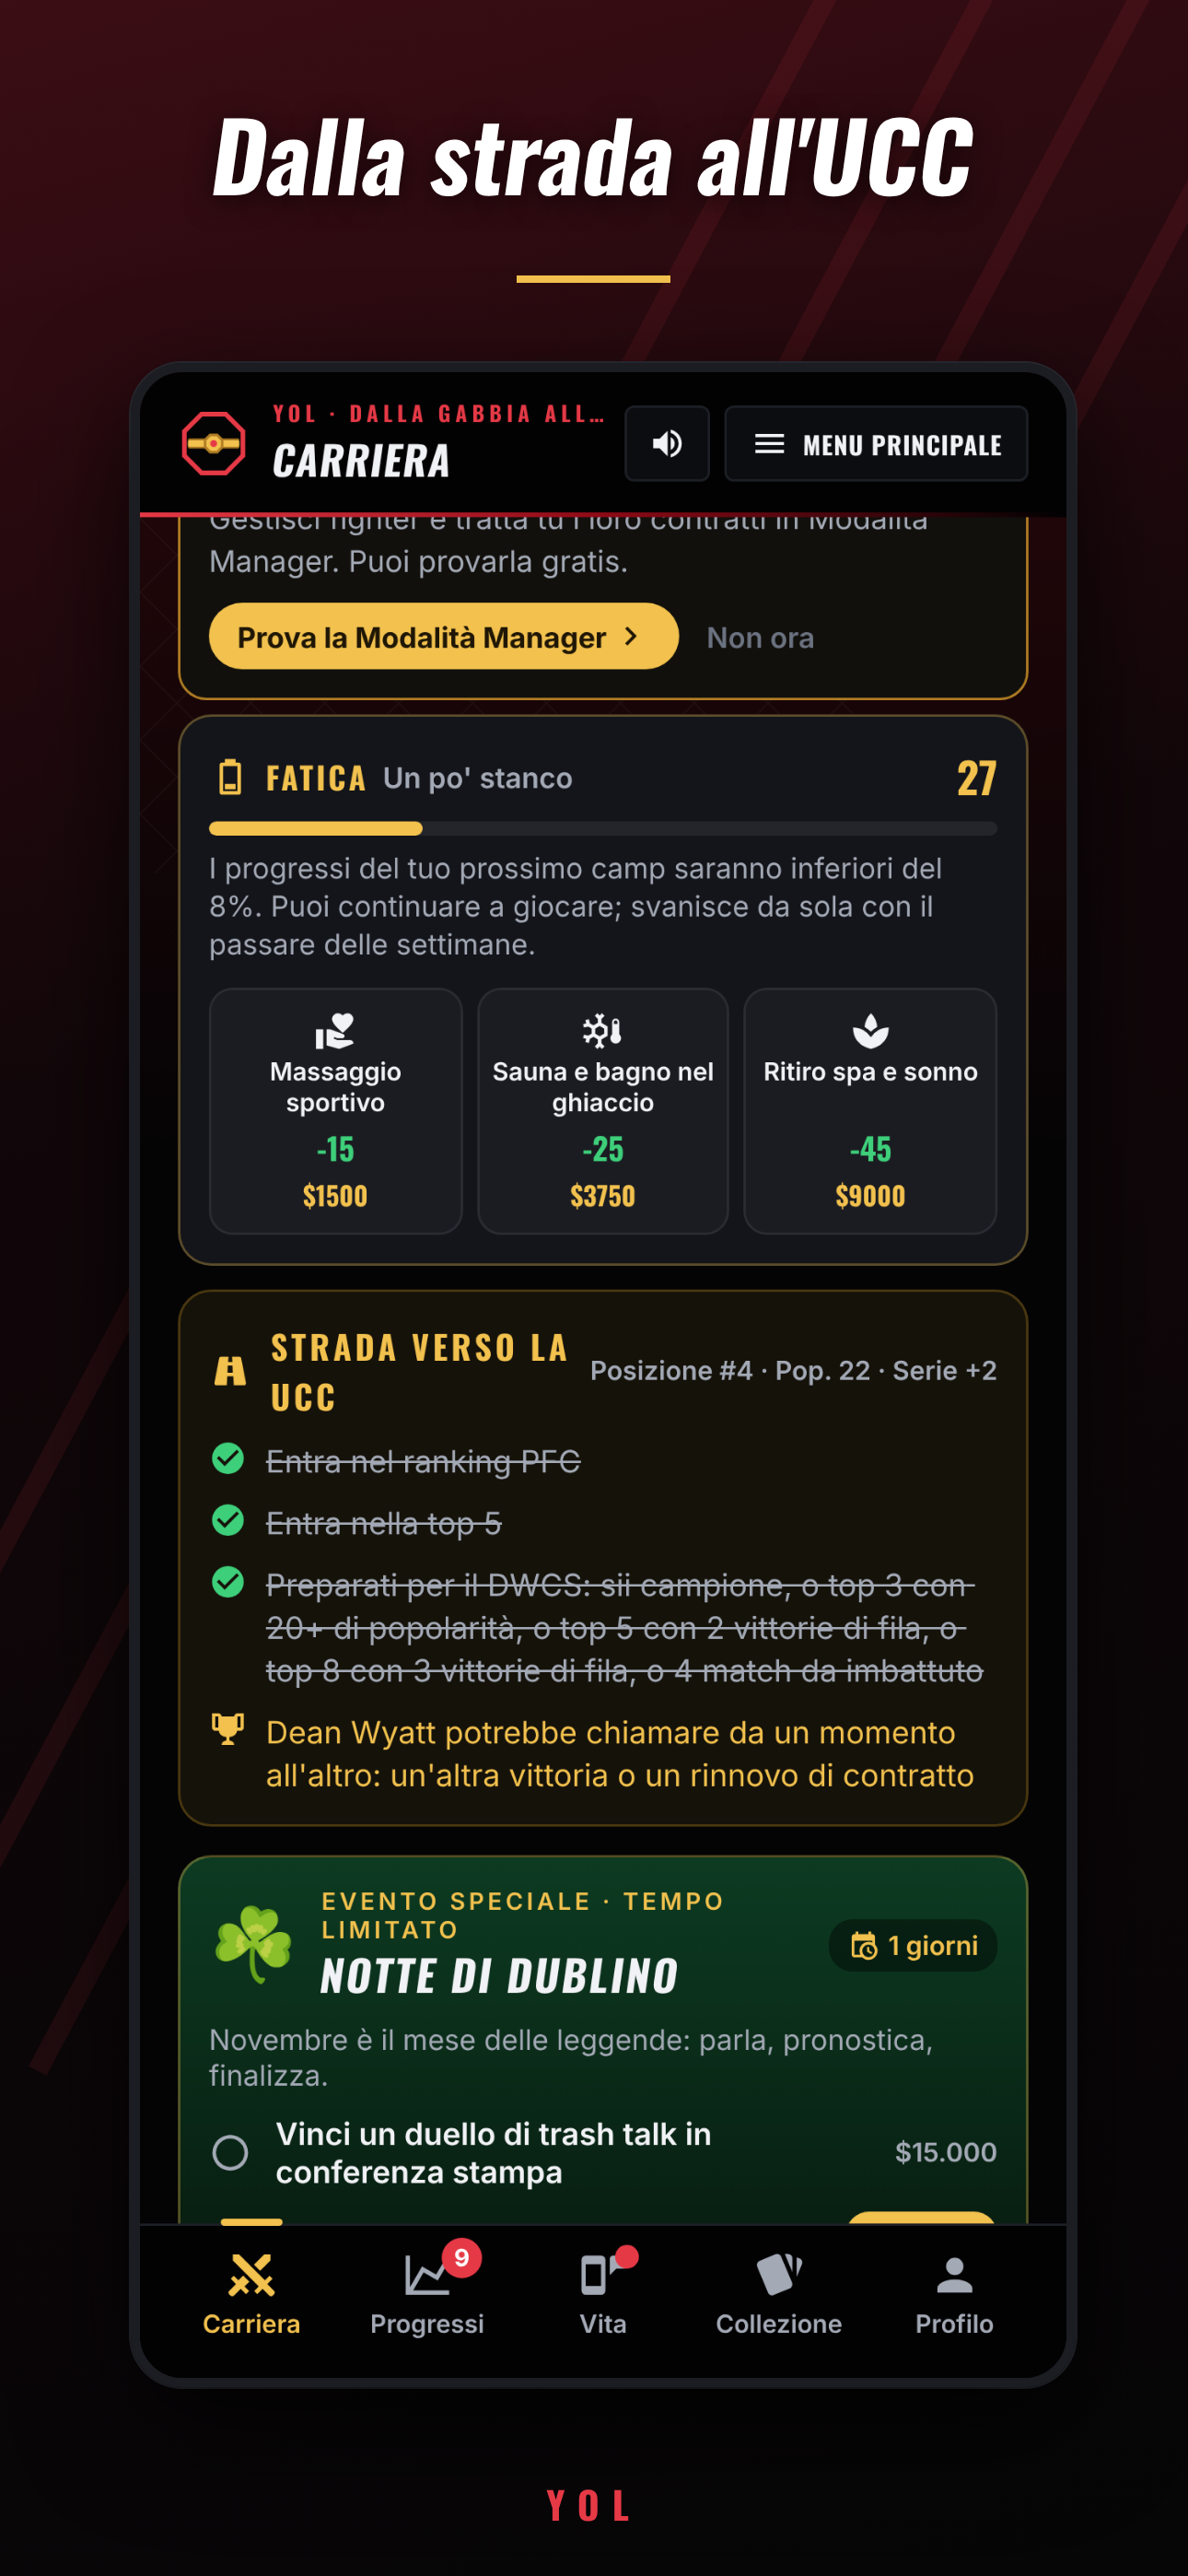 Dalla strada all'UCC
YOL · DALLA GABBIA ALL…
CARRIERA
MENU PRINCIPALE
Gestisci fighter e tratta tu i loro contratti in Modalità
Manager. Puoi provarla gratis.
Prova la Modalità Manager
Non ora
FATICA Un po' stanco
27
I progressi del tuo prossimo camp saranno inferiori del
8%. Puoi continuare a giocare; svanisce da sola con il
passare delle settimane.
Massaggio
sportivo
-15
$1500
Sauna e bagno nel
ghiaccio
-25
$3750
Ritiro spa e sonno
-45
$9000
STRADA VERSO LA
UCC
Posizione #4 · Pop. 22 · Serie +2
Entra nel ranking PFC
Entra nella top 5
Preparati per il DWCS: sii campione, o top 3 con
20+ di popolarità, o top 5 con 2 vittorie di fila, o
top 8 con 3 vittorie di fila, o 4 match da imbattuto
Dean Wyatt potrebbe chiamare da un momento
all'altro: un'altra vittoria o un rinnovo di contratto
EVENTO SPECIALE · TEMPO
LIMITATO
NOTTE DI DUBLINO
1 giorni
Novembre è il mese delle leggende: parla, pronostica,
finalizza.
Vinci un duello di trash talk in
conferenza stampa
$15.000
9
Carriera
Progressi
Vita
Collezione
Profilo
YOL